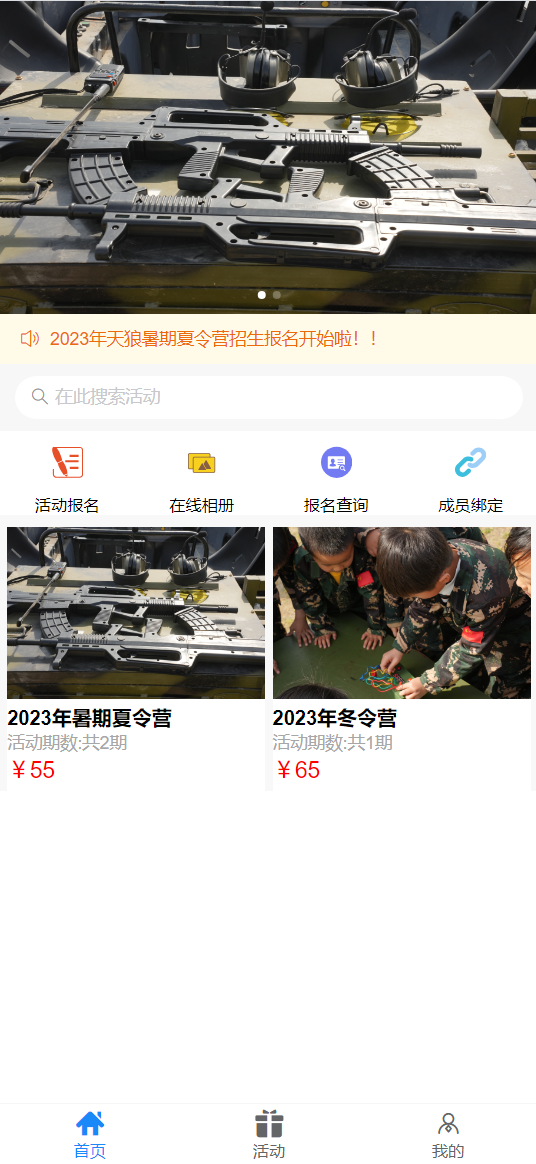 2023年天狼暑期夏令营招生报名开始啦！！
在此搜索活动
活动报名
在线相册
报名查询
成员绑定
2023年暑期夏令营
活动期数:共2期
￥55
2023年冬令营
活动期数:共1期
￥65
首页
活动
我的